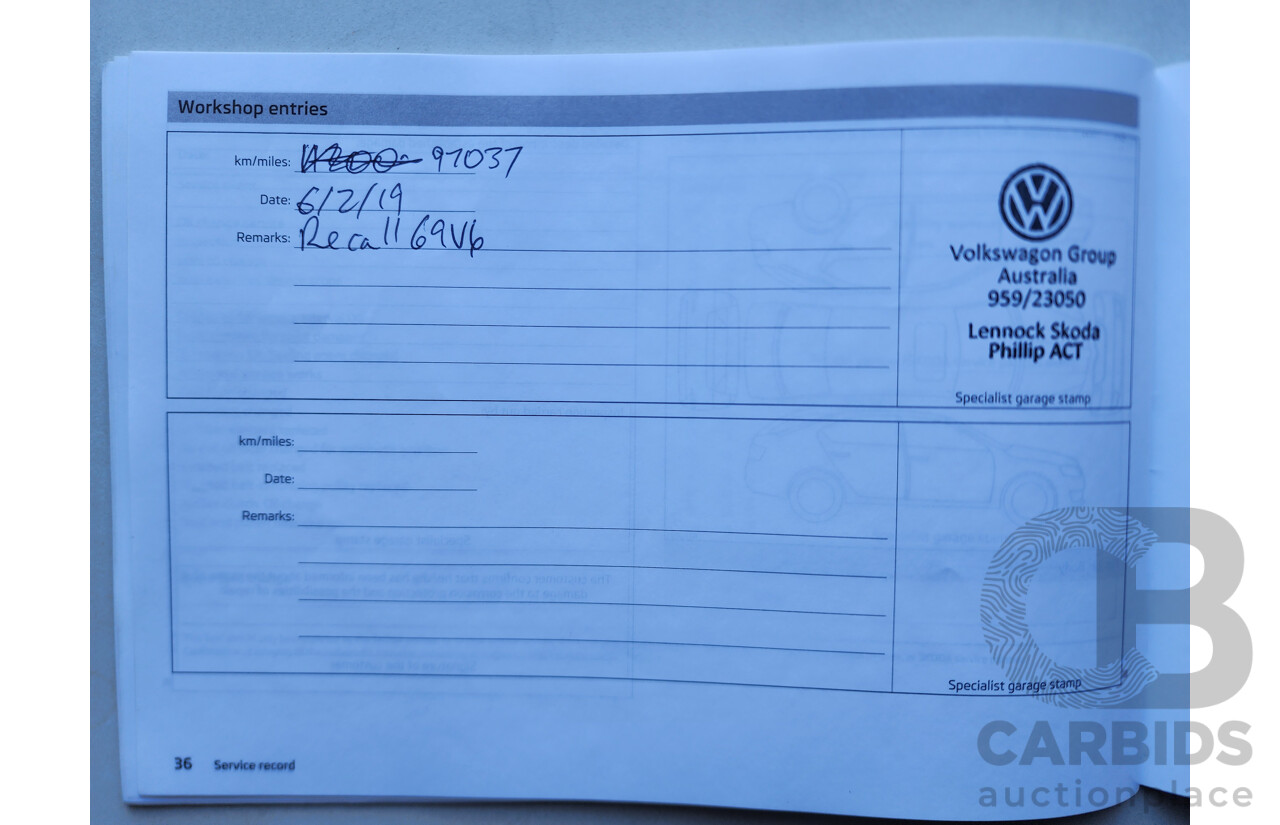 Workshop entries
km/miles: 97037
Date: 6/2/19
Remarks: Recall 69V6
Volkswagon Group
Australia
959/23050
Lennock Skoda
Phillip ACT
Specialist garage stamp
km/miles:
Date:
Remarks:
Specialist garage stamp
36 Service record
CARBIDS
auctionplace